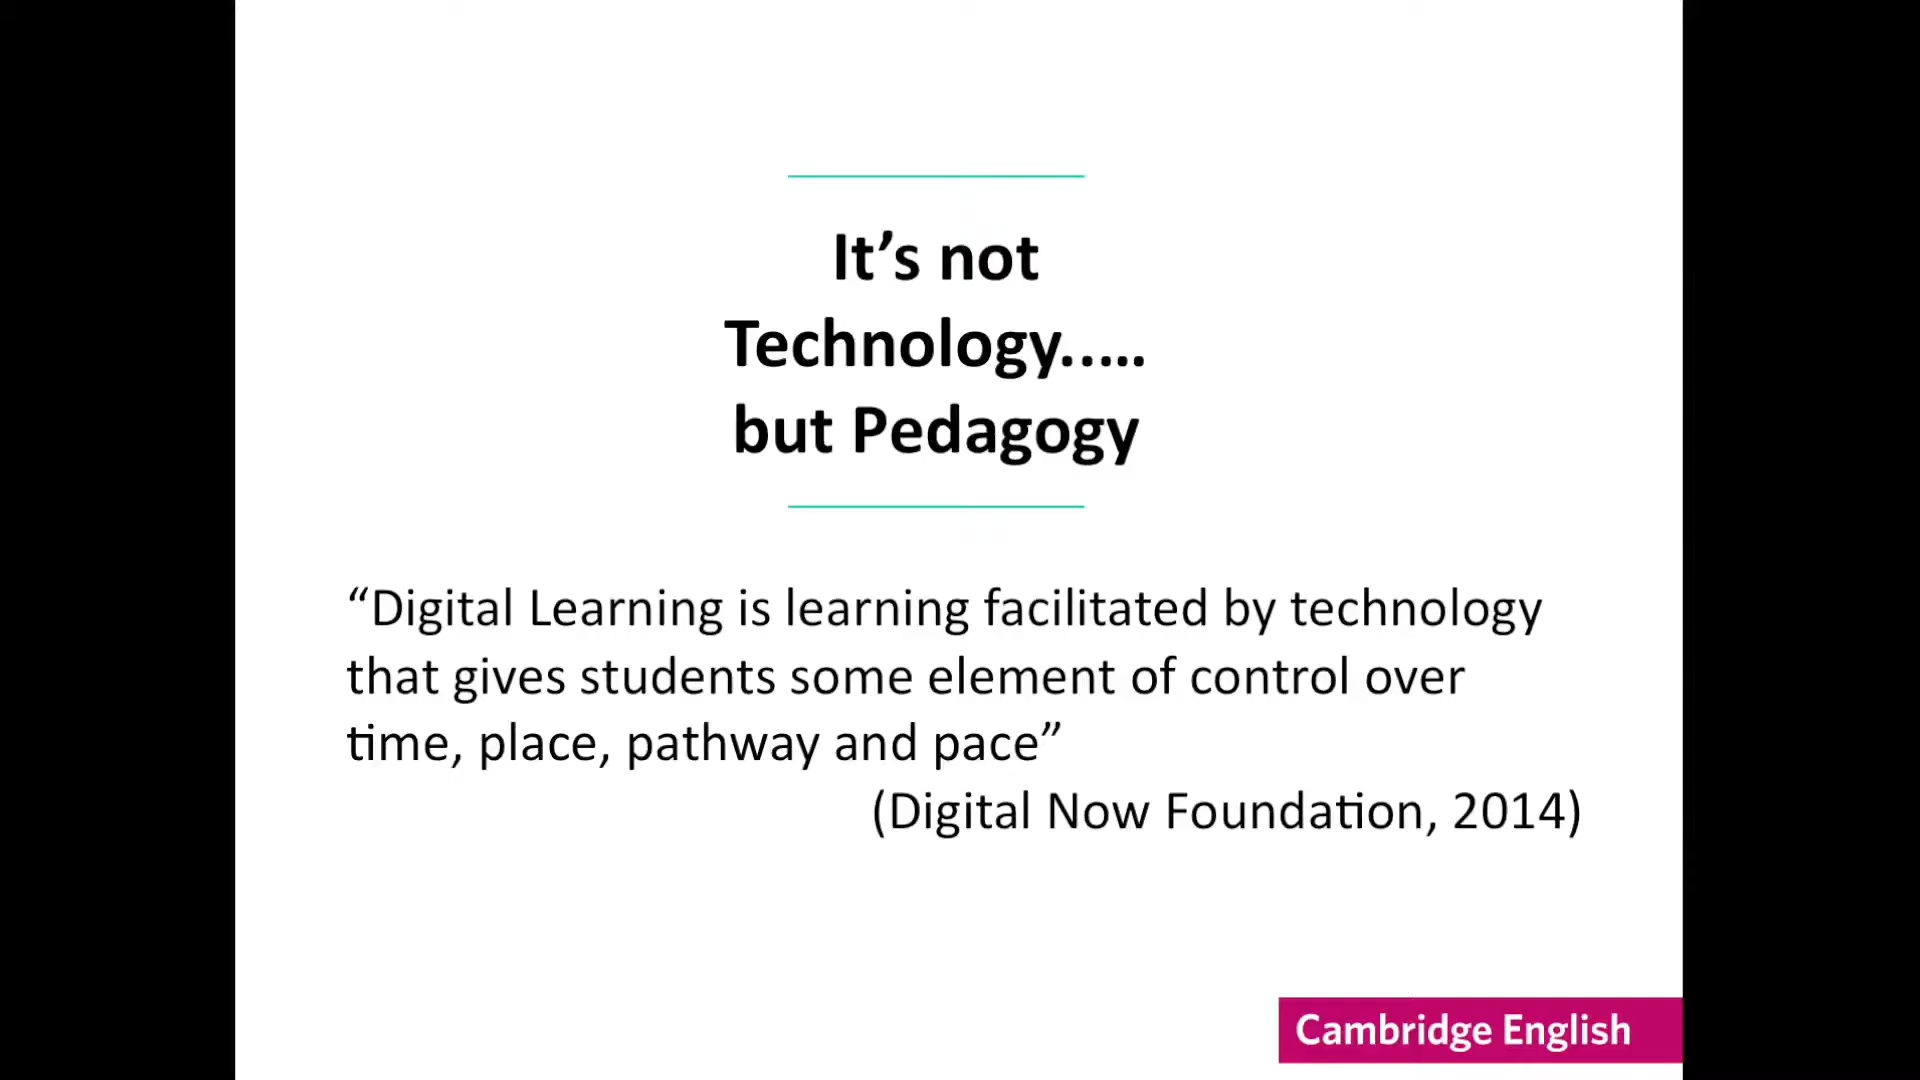 It’s not
Technology.….
but Pedagogy
“Digital Learning is learning facilitated by technology
that gives students some element of control over
time, place, pathway and pace”
(Digital Now Foundation, 2014)
Cambridge English